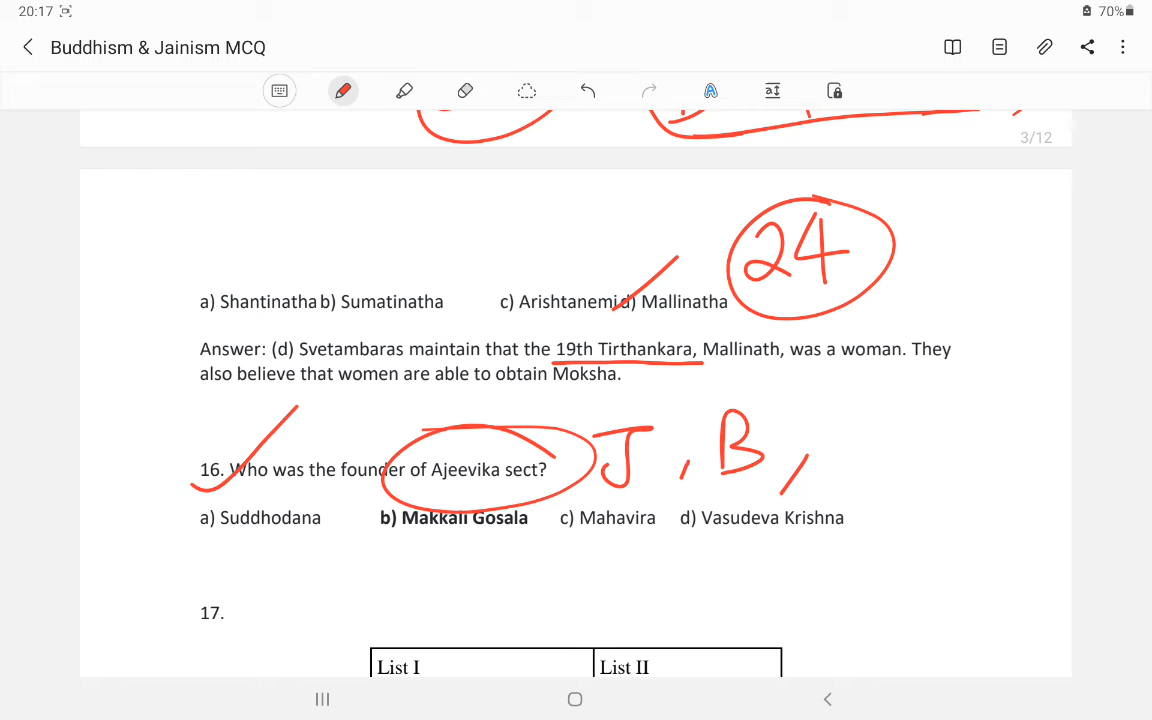 20:17 70%
Buddhism & Jainism MCQ
3/12
24
a) Shantinatha b) Sumatinatha c) Arishtanemi d) Mallinatha
Answer: (d) Svetambaras maintain that the 19th Tirthankara, Mallinath, was a woman. They
also believe that women are able to obtain Moksha.
J, B,
16. Who was the founder of Ajeevika sect?
a) Suddhodana b) Makkali Gosala c) Mahavira d) Vasudeva Krishna
17.
List I List II